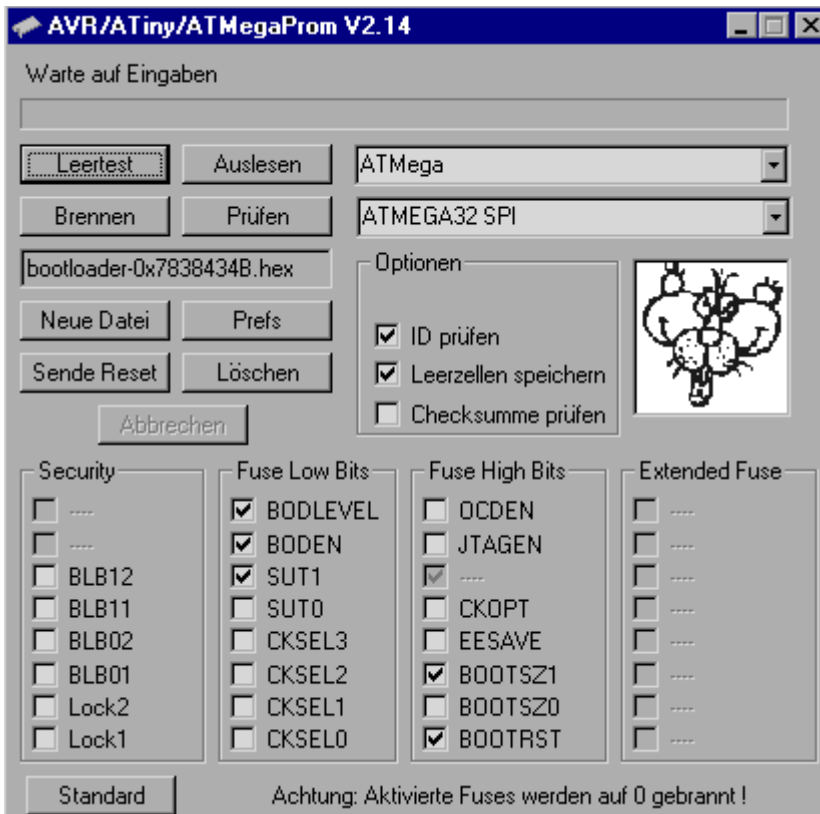 AVR/ATiny/ATMegaProm V2.14
Warte auf Eingaben
Leertest
Auslesen
ATMega
Brennen
Prüfen
ATMEGA32 SPI
bootloader-0x7838434B.hex
Optionen
Neue Datei
Prefs
ID prüfen
Sende Reset
Löschen
Leerzellen speichern
Abbrechen
Checksumme prüfen
Security
----
----
BLB12
BLB11
BLB02
BLB01
Lock2
Lock1
Fuse Low Bits
BODLEVEL
BODEN
SUT1
SUT0
CKSEL3
CKSEL2
CKSEL1
CKSEL0
Fuse High Bits
OCDEN
JTAGEN
----
CKOPT
EESAVE
BOOTSZ1
BOOTSZ0
BOOTRST
Extended Fuse
----
----
----
----
----
----
----
----
Standard
Achtung: Aktivierte Fuses werden auf 0 gebrannt !